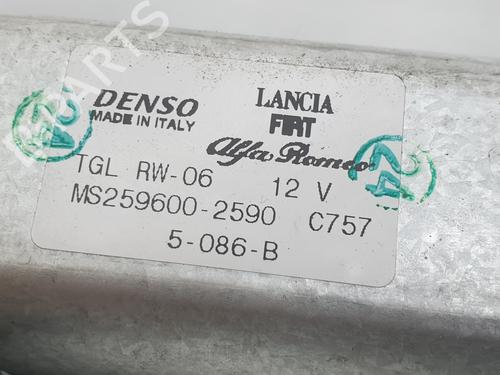 DENSO
MADE IN ITALY
LANCIA
FIAT
Alfa Romeo
TGL RW-06 12 V
MS259600-2590 C757
5-086-B